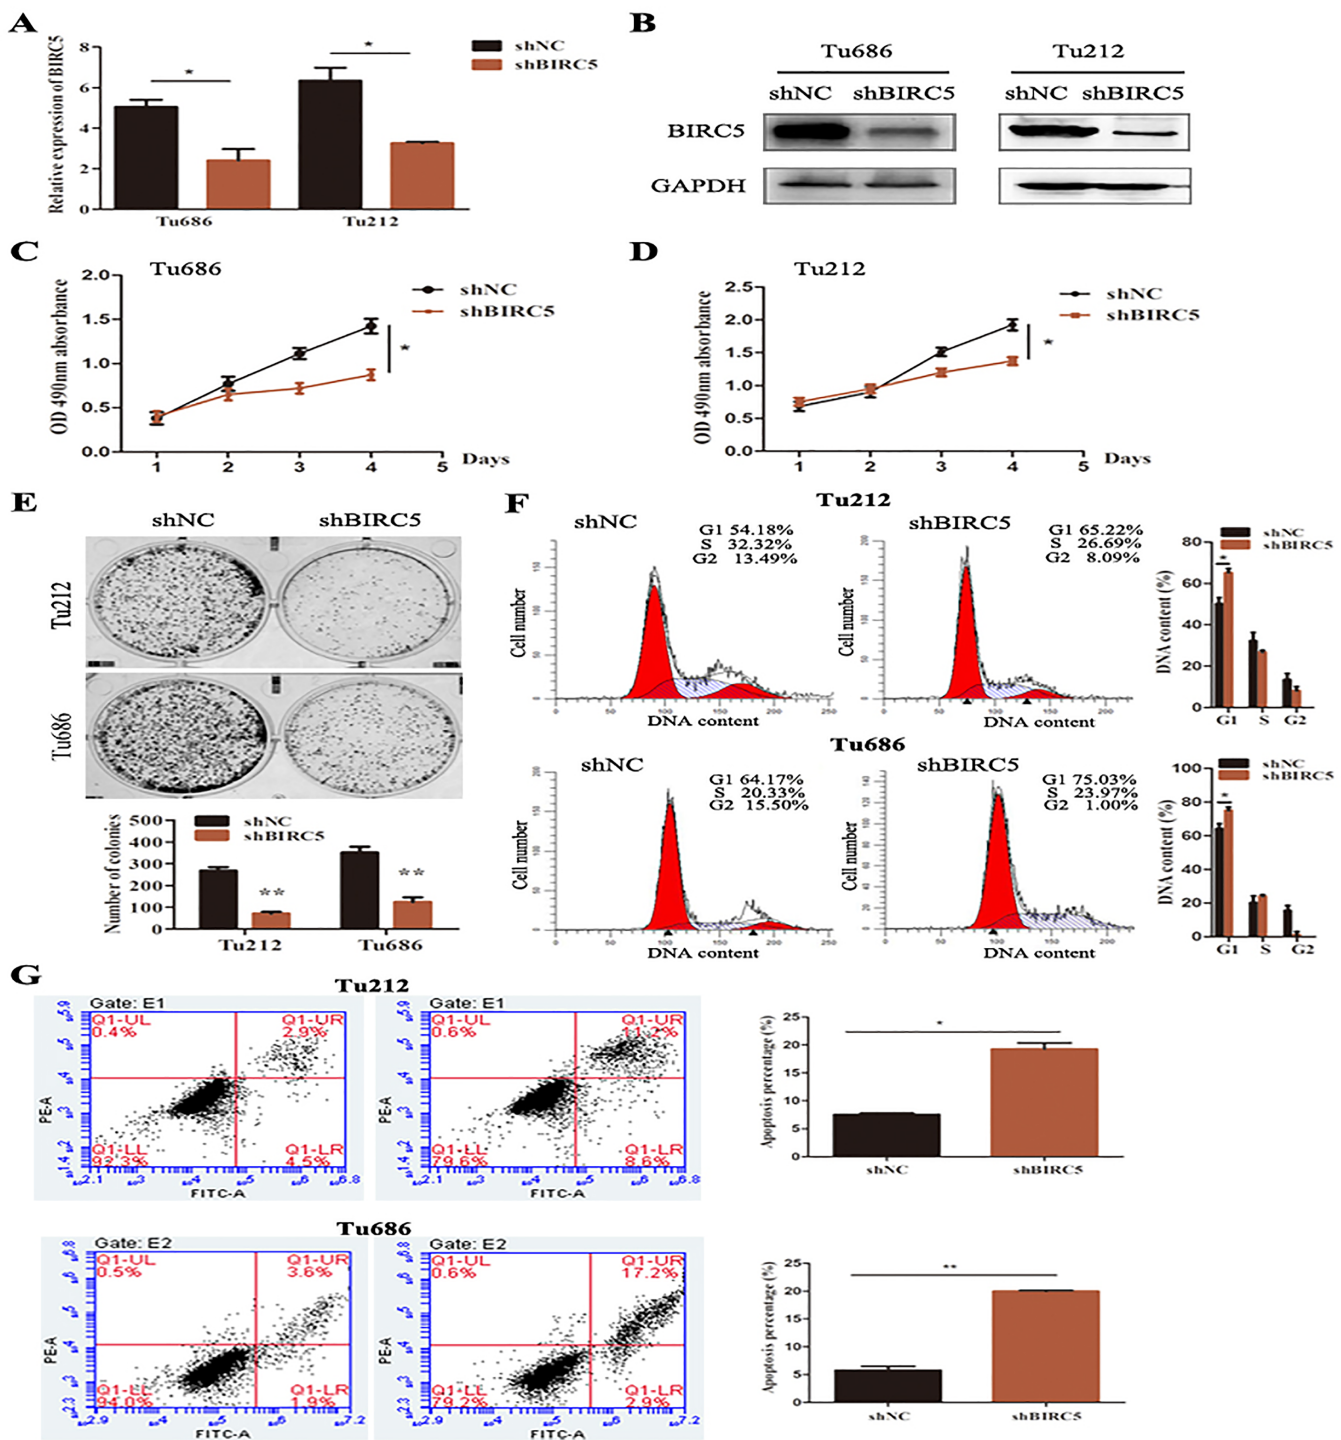 A
Relative expression of BIRC5
8
6
4
2
0
*
*
shNC
shBIRC5
Tu686
Tu212
B
Tu686
Tu212
shNC
shBIRC5
shNC
shBIRC5
BIRC5
GAPDH
C
Tu686
OD 490nm absorbance
2.0
1.5
1.0
0.5
0.0
shNC
shBIRC5
*
1
2
3
4
5
Days
D
Tu212
OD 490nm absorbance
2.5
2.0
1.5
1.0
0.5
0.0
shNC
shBIRC5
*
1
2
3
4
5
Days
E
shNC
shBIRC5
Tu212
Tu686
Number of colonies
500
400
300
200
100
0
shNC
shBIRC5
**
**
Tu212
Tu686
F
Tu212
shNC
G1 54.18%
S 32.32%
G2 13.49%
Cell number
DNA content
shBIRC5
G1 65.22%
S 26.69%
G2 8.09%
Cell number
DNA content
shNC
shBIRC5
DNA content (%)
80
60
40
20
0
*
G1
S
G2
Tu686
shNC
G1 64.17%
S 20.33%
G2 15.50%
Cell number
DNA content
shBIRC5
G1 75.03%
S 23.97%
G2 1.00%
Cell number
DNA content
shNC
shBIRC5
DNA content (%)
100
80
60
40
20
0
*
G1
S
G2
G
Tu212
Gate: E1
Q1-UL
0.4%
Q1-UR
2.9%
Q1-LL
93.3%
Q1-LR
4.5%
PE-A
FITC-A
Gate: E1
Q1-UL
0.6%
Q1-UR
11.2%
Q1-LL
79.6%
Q1-LR
8.6%
FITC-A
Apoptosis percentage (%)
25
20
15
10
5
0
*
shNC
shBIRC5
Tu686
Gate: E2
Q1-UL
0.5%
Q1-UR
3.6%
Q1-LL
94.0%
Q1-LR
1.9%
PE-A
FITC-A
Gate: E2
Q1-UL
0.6%
Q1-UR
17.2%
Q1-LL
79.2%
Q1-LR
2.9%
PE-A
FITC-A
Apoptosis percentage (%)
25
20
15
10
5
0
**
shNC
shBIRC5